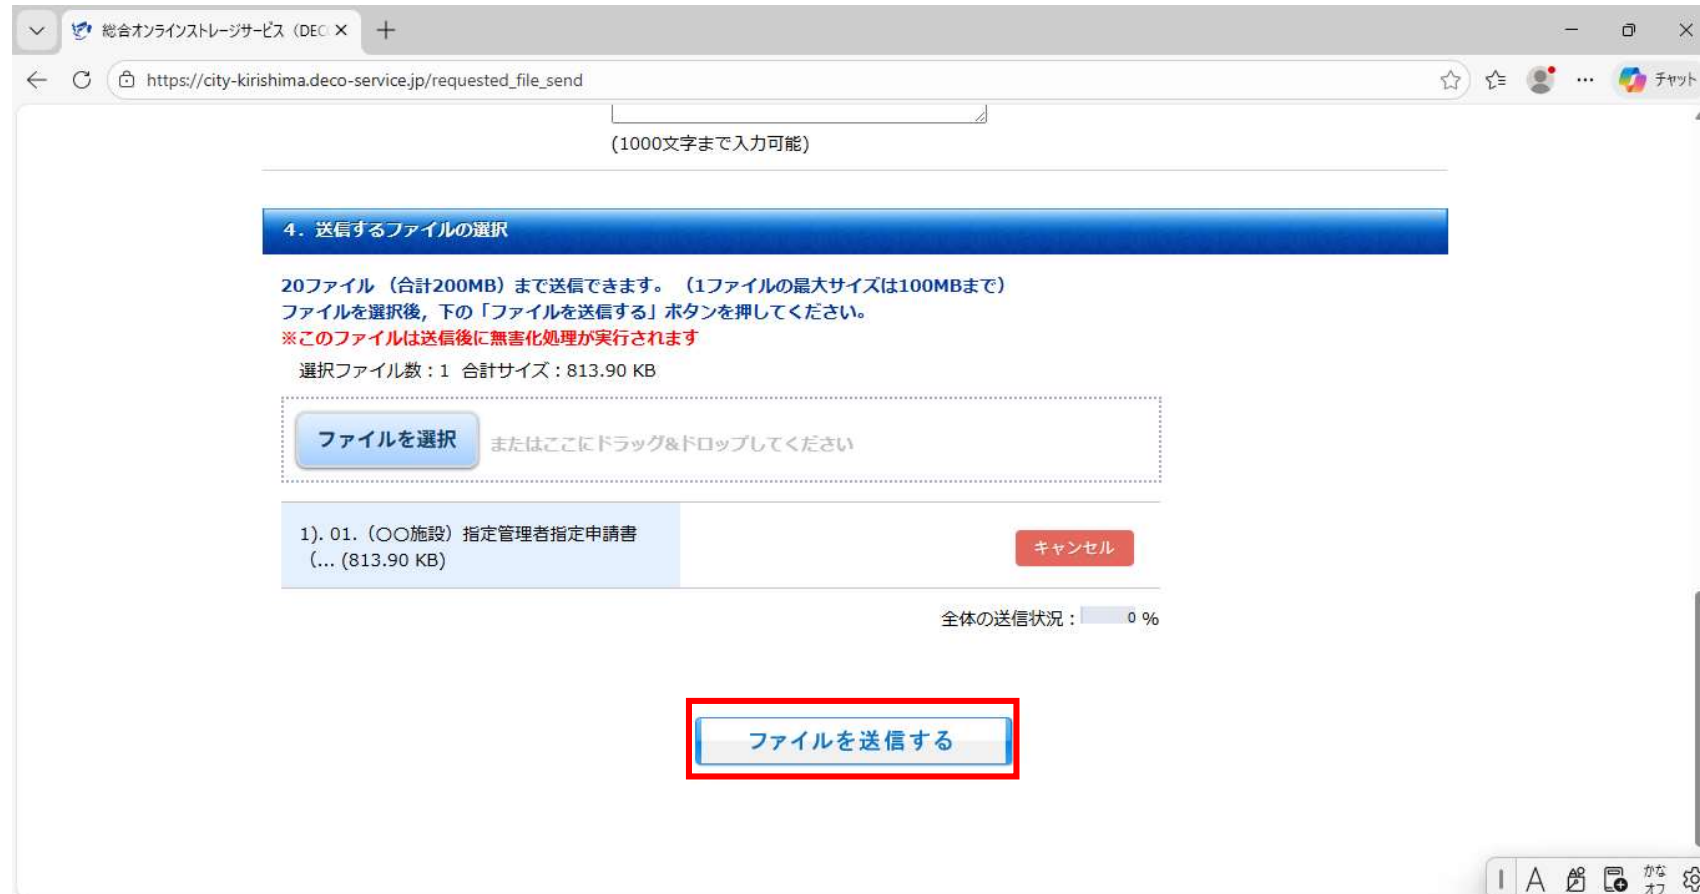 総合オンラインストレージサービス（DEC
https://city-kirishima.deco-service.jp/requested_file_send
チャット
(1000文字まで入力可能)
4．送信するファイルの選択
20ファイル （合計200MB）まで送信できます。 （1ファイルの最大サイズは100MBまで）
ファイルを選択後，下の「ファイルを送信する」ボタンを押してください。
※このファイルは送信後に無害化処理が実行されます
選択ファイル数：1 合計サイズ：813.90 KB
ファイルを選択 またはここにドラッグ&ドロップしてください
1). 01.（○○施設）指定管理者指定申請書
（... (813.90 KB)
キャンセル
全体の送信状況： 0 %
ファイルを送信する
A かな
オフ